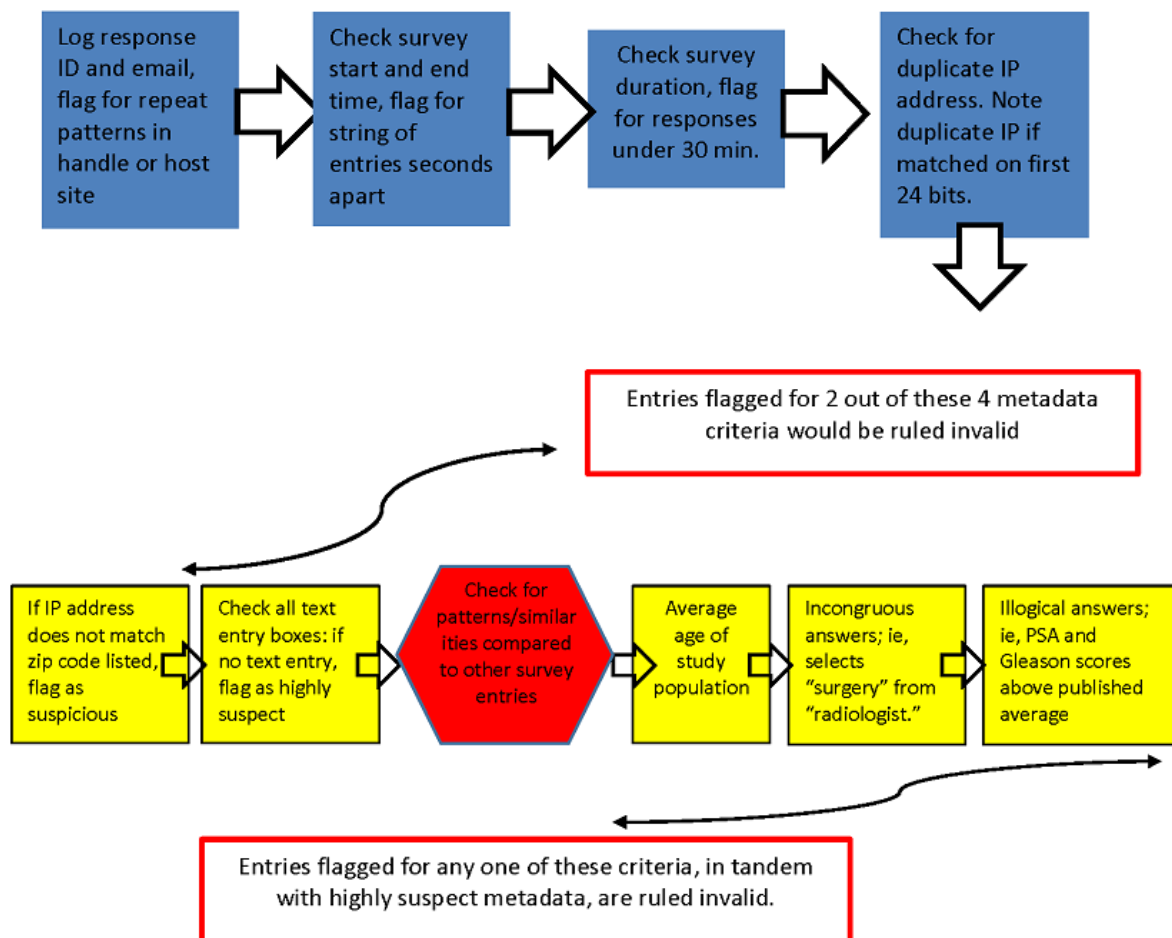 Log response
ID and email,
flag for repeat
patterns in
handle or host
site
Check survey
start and end
time, flag for
string of
entries seconds
apart
Check survey
duration, flag
for responses
under 30 min.
Check for
duplicate IP
address. Note
duplicate IP if
matched on first
24 bits.
Entries flagged for 2 out of these 4 metadata
criteria would be ruled invalid
If IP address
does not match
zip code listed,
flag as
suspicious
Check all text
entry boxes: if
no text entry,
flag as highly
suspect
Check for
patterns/similar
ities compared
to other survey
entries
Average
age of
study
population
Incongruous
answers; ie,
selects
“surgery” from
“radiologist.”
Illogical answers;
ie, PSA and
Gleason scores
above published
average
Entries flagged for any one of these criteria, in tandem
with highly suspect metadata, are ruled invalid.